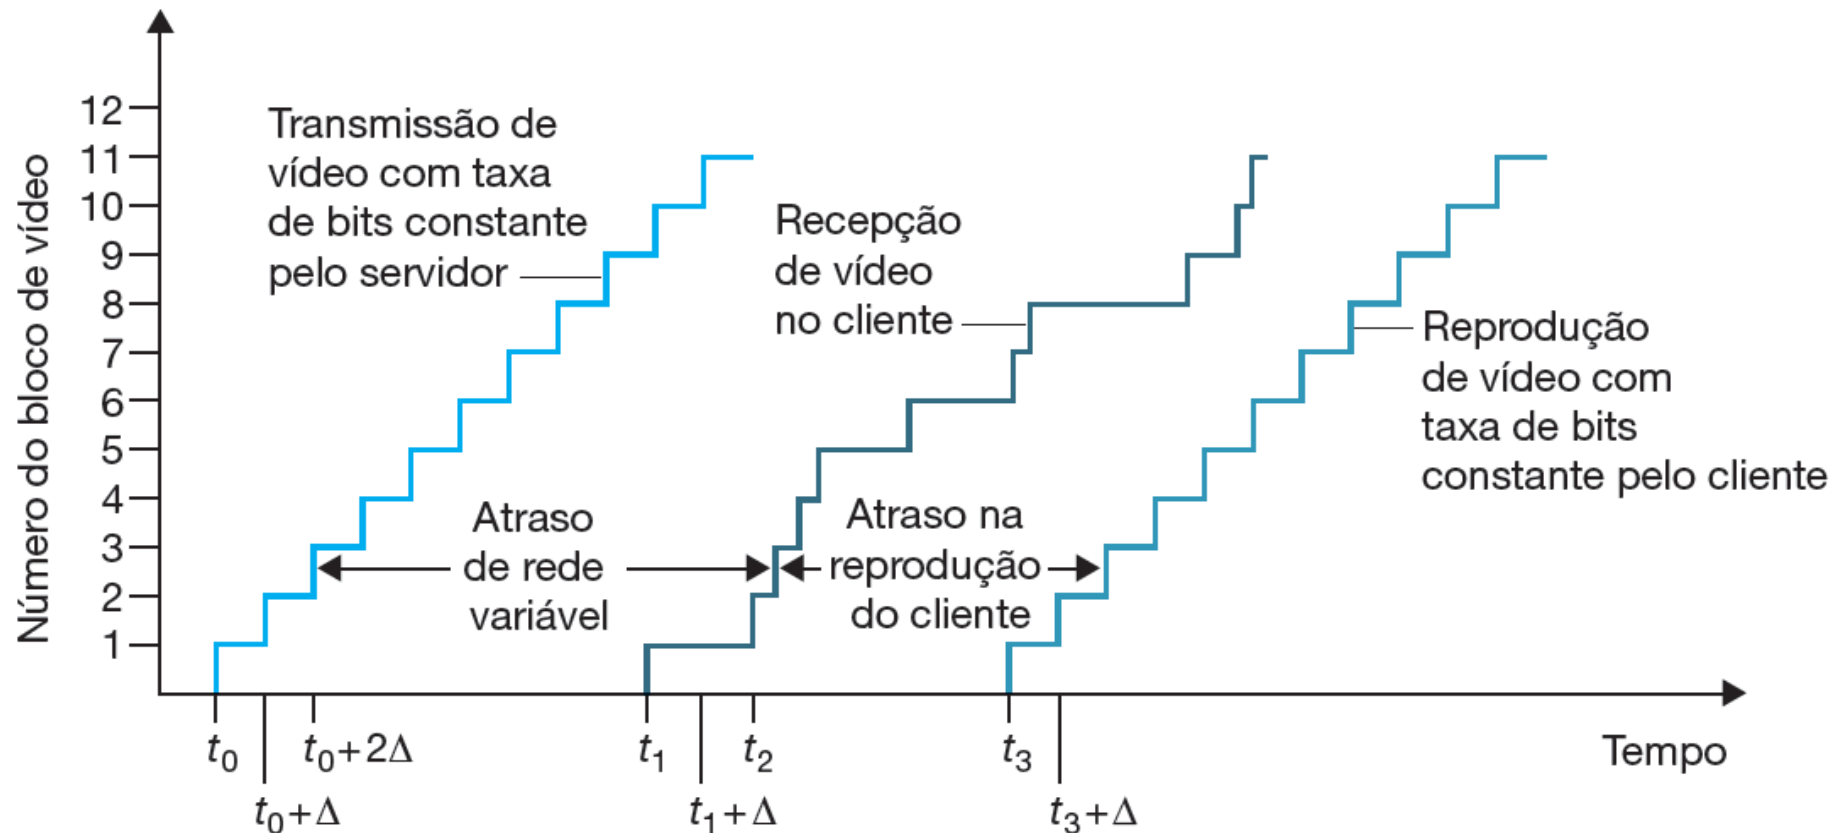 12
11
10
9
8
7
6
5
4
3
2
1
Número do bloco de vídeo
Transmissão de
vídeo com taxa
de bits constante
pelo servidor
Recepção
de vídeo
no cliente
Reprodução
de vídeo com
taxa de bits
constante pelo cliente
Atraso
de rede
variável
Atraso na
reprodução
do cliente
t0
t0+Δ
t0+2Δ
t1
t1+Δ
t2
t3
t3+Δ
Tempo